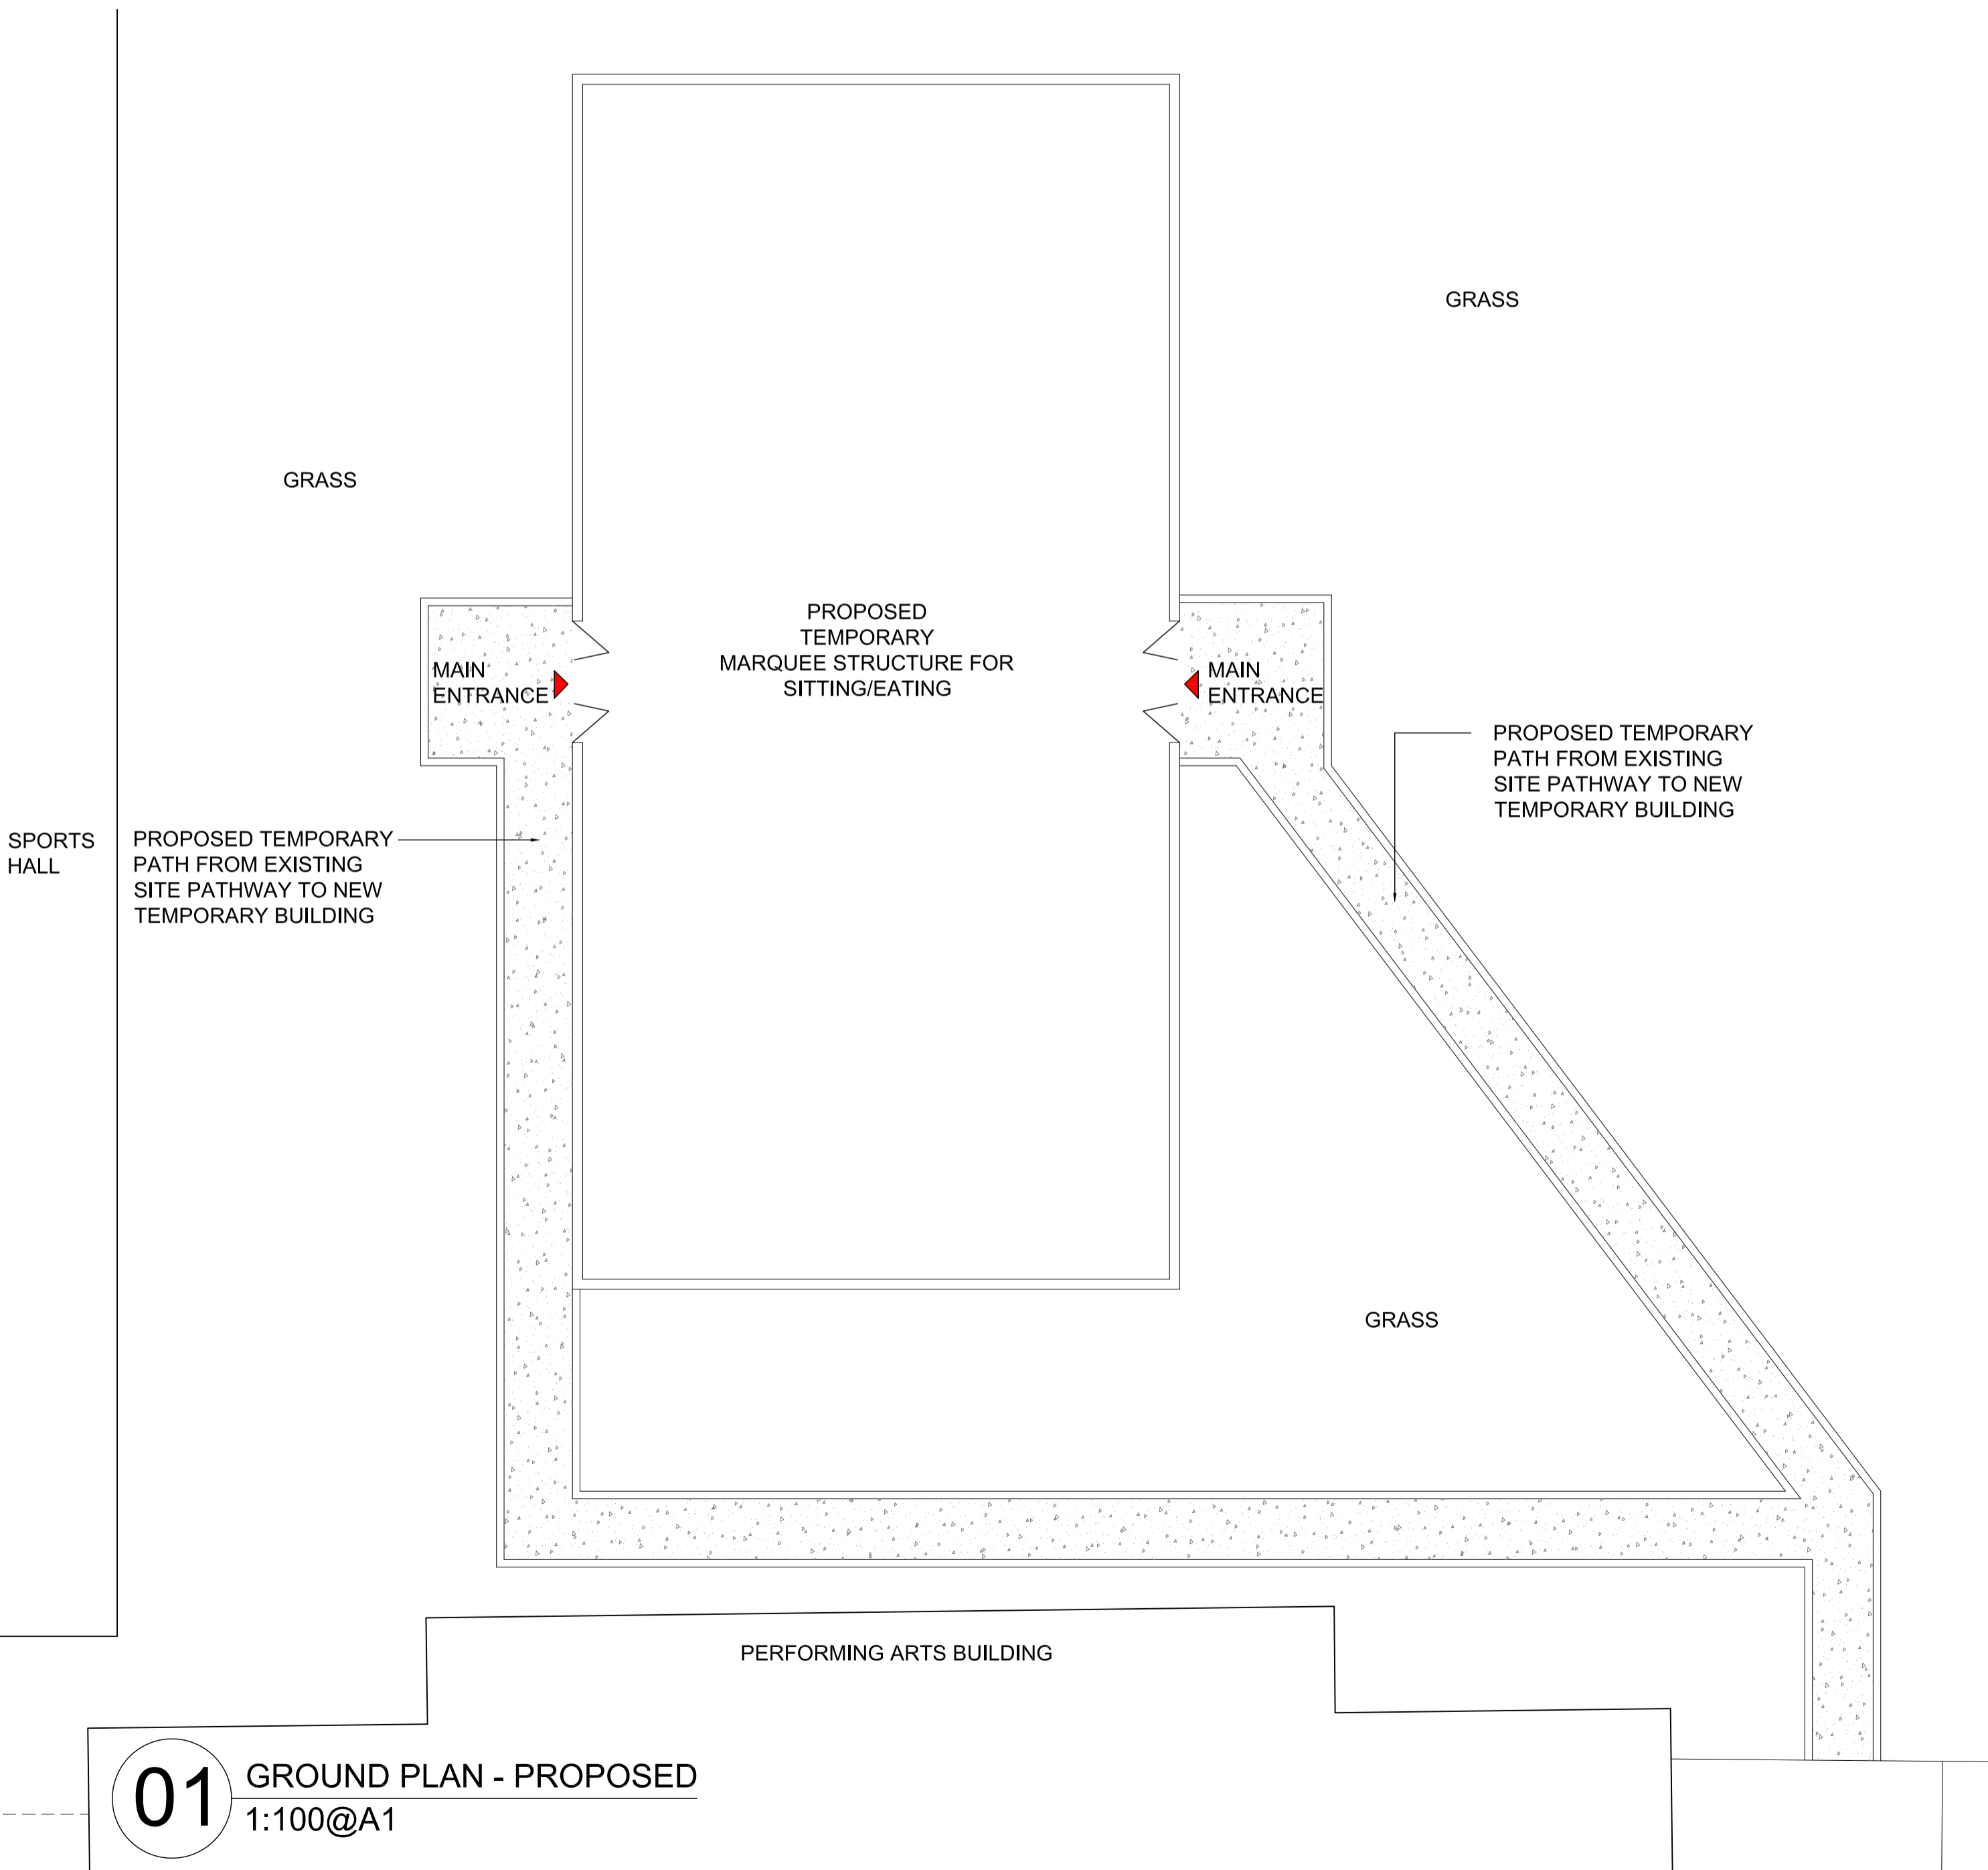 GRASS
GRASS
PROPOSED
TEMPORARY
MARQUEE STRUCTURE FOR
SITTING/EATING
MAIN
ENTRANCE
MAIN
ENTRANCE
PROPOSED TEMPORARY
PATH FROM EXISTING
SITE PATHWAY TO NEW
TEMPORARY BUILDING
SPORTS
HALL
PROPOSED TEMPORARY
PATH FROM EXISTING
SITE PATHWAY TO NEW
TEMPORARY BUILDING
GRASS
PERFORMING ARTS BUILDING
01
GROUND PLAN - PROPOSED
1:100@A1